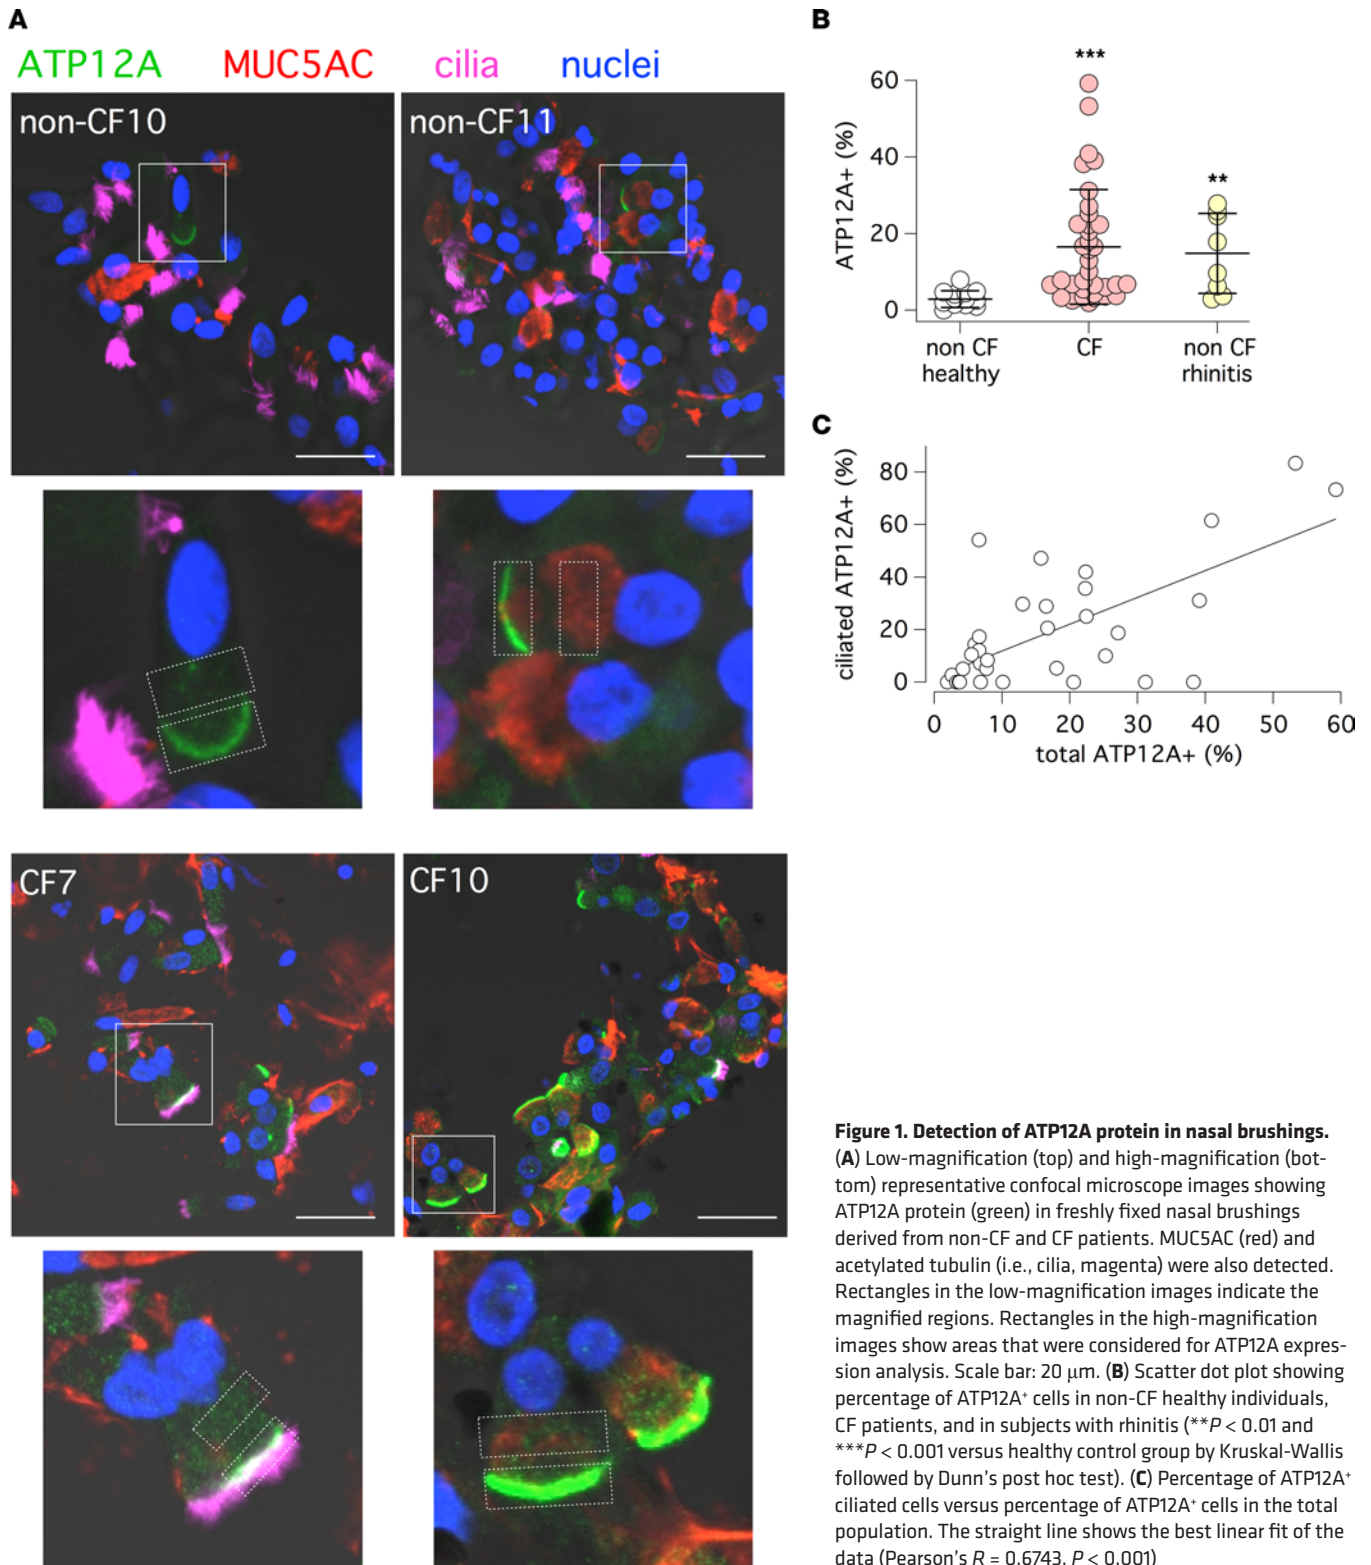 A
ATP12A MUC5AC cilia nuclei
non-CF10
non-CF11
CF7
CF10
B
***
**
60
40
20
0
ATP12A+ (%)
non CF healthy
CF
non CF rhinitis
C
80
60
40
20
0
ciliated ATP12A+ (%)
0 10 20 30 40 50 60
total ATP12A+ (%)
Figure 1. Detection of ATP12A protein in nasal brushings.
(A) Low-magnification (top) and high-magnification (bot-
tom) representative confocal microscope images showing
ATP12A protein (green) in freshly fixed nasal brushings
derived from non-CF and CF patients. MUC5AC (red) and
acetylated tubulin (i.e., cilia, magenta) were also detected.
Rectangles in the low-magnification images indicate the
magnified regions. Rectangles in the high-magnification
images show areas that were considered for ATP12A expres-
sion analysis. Scale bar: 20 μm. (B) Scatter dot plot showing
percentage of ATP12A⁺ cells in non-CF healthy individuals,
CF patients, and in subjects with rhinitis (**P < 0.01 and
***P < 0.001 versus healthy control group by Kruskal-Wallis
followed by Dunn's post hoc test). (C) Percentage of ATP12A⁺
ciliated cells versus percentage of ATP12A⁺ cells in the total
population. The straight line shows the best linear fit of the
data (Pearson's R = 0.6743, P < 0.001)